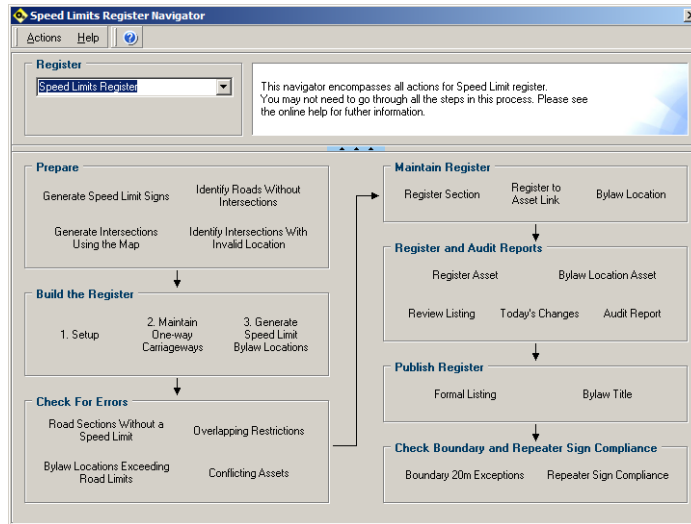 Speed Limits Register Navigator
Actions Help
Register
Speed Limits Register
This navigator encompasses all actions for Speed Limit register.
You may not need to go through all the steps in this process. Please see
the online help for futher information.
Prepare
Generate Speed Limit Signs
Identify Roads Without
Intersections
Generate Intersections
Using the Map
Identify Intersections With
Invalid Location
Build the Register
1. Setup
2. Maintain
One-way
Carriageways
3. Generate
Speed Limit
Bylaw Locations
Check For Errors
Road Sections Without a
Speed Limit
Overlapping Restrictions
Bylaw Locations Exceeding
Road Limits
Conflicting Assets
Maintain Register
Register Section
Register to
Asset Link
Bylaw Location
Register and Audit Reports
Register Asset
Bylaw Location Asset
Review Listing
Today's Changes
Audit Report
Publish Register
Formal Listing
Bylaw Title
Check Boundary and Repeater Sign Compliance
Boundary 20m Exceptions
Repeater Sign Compliance